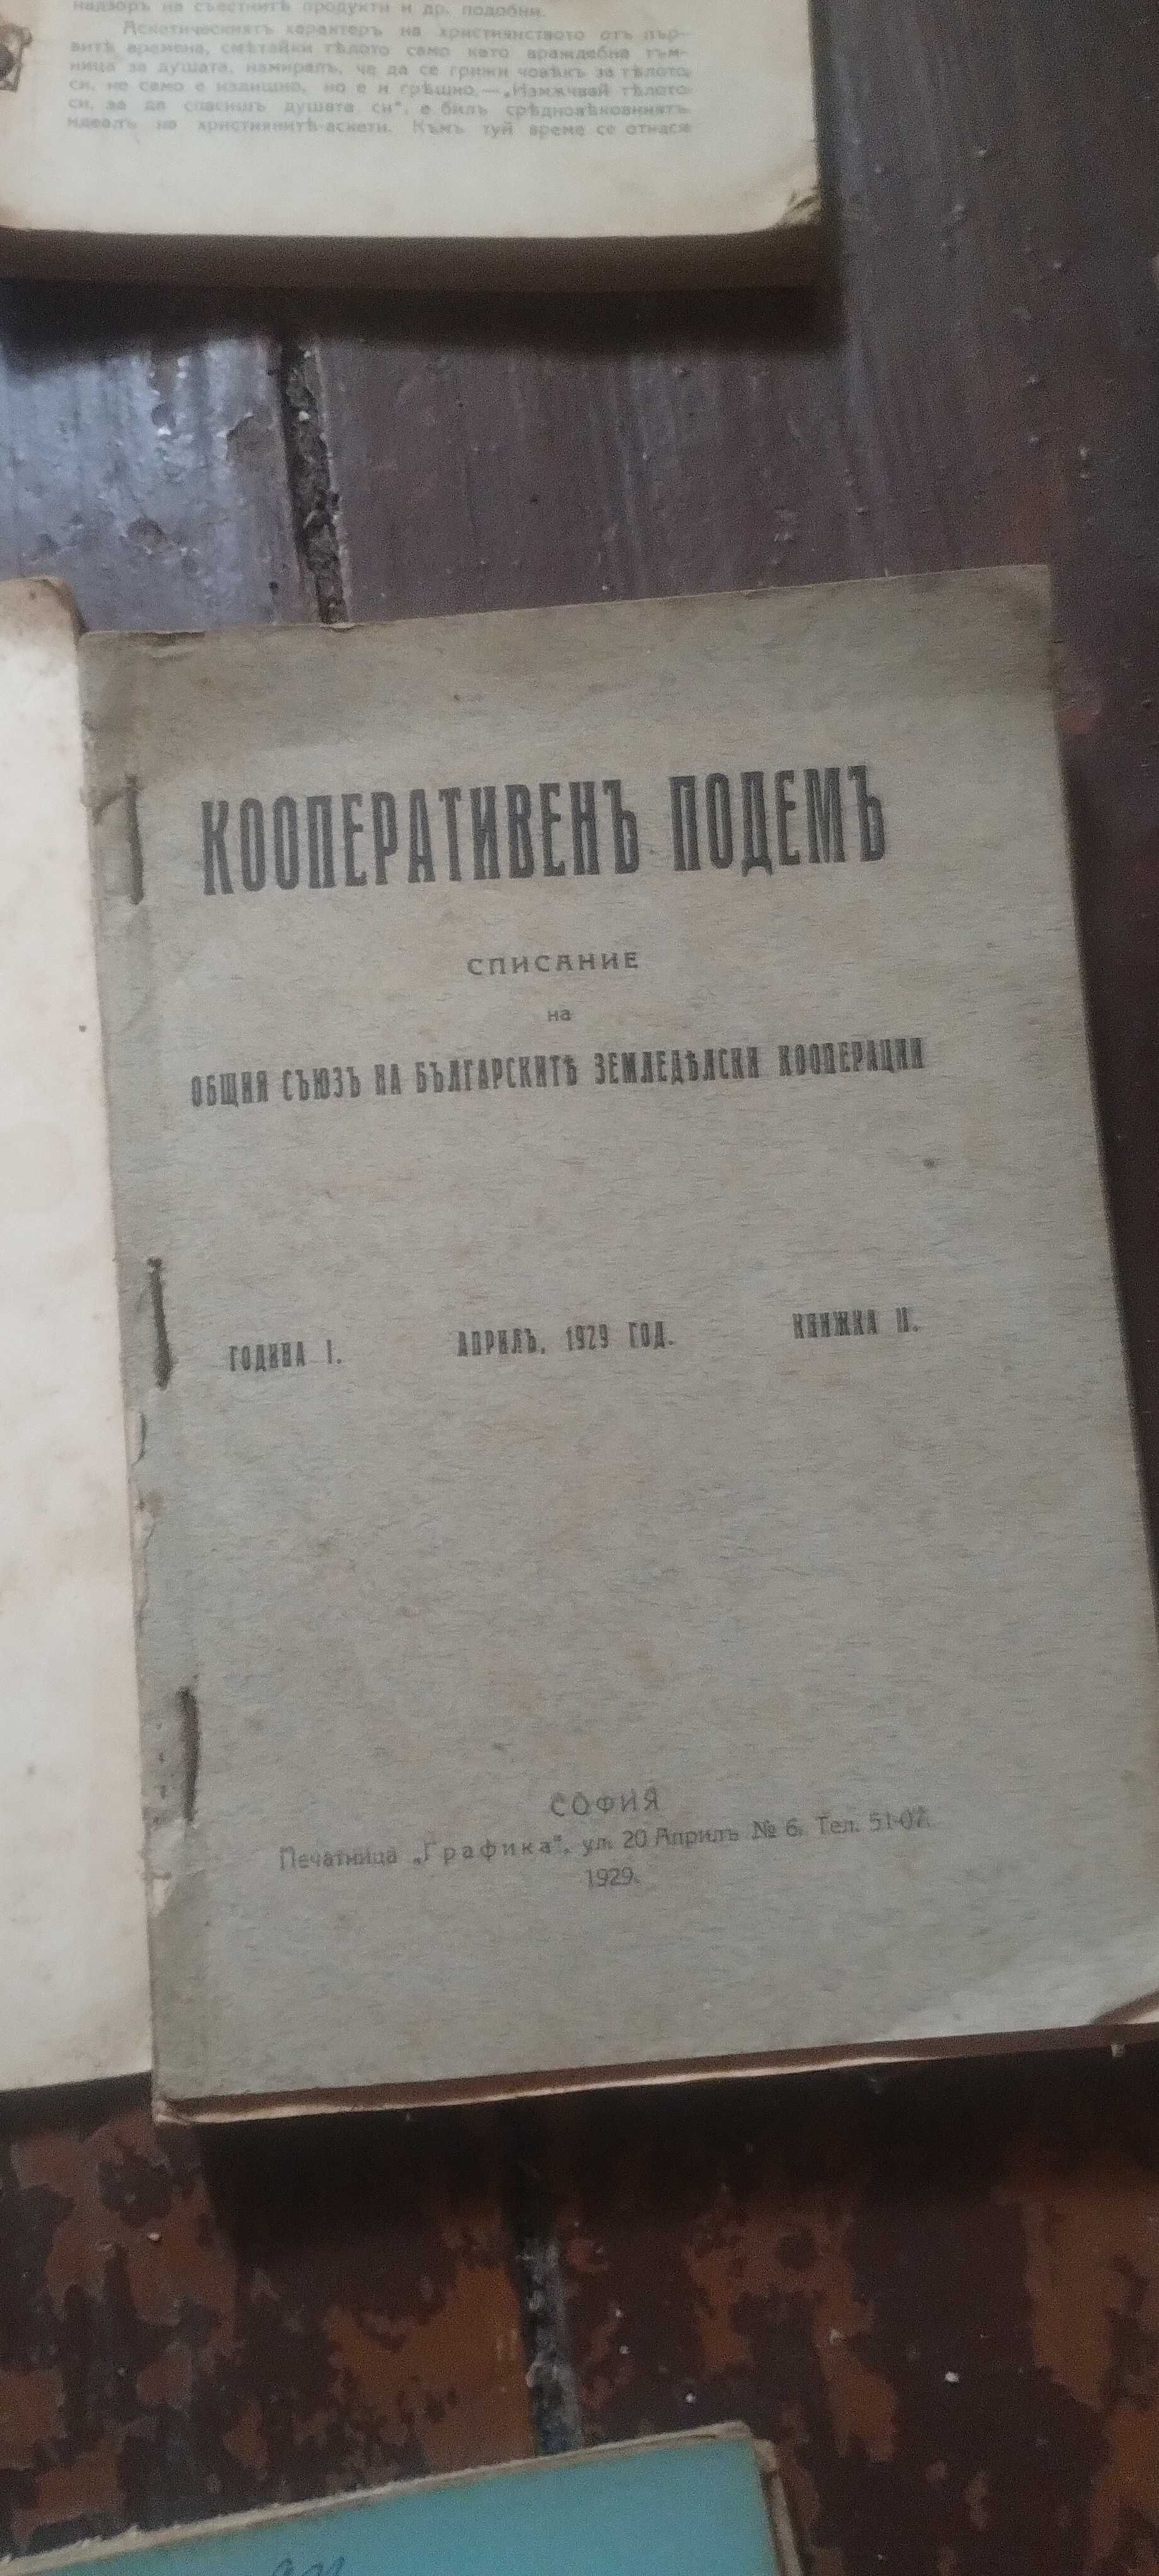 надзоръ на съестнитѣ продукти и др. подобни.
Аскетическиятъ характеръ на християнството отъ пър-
витѣ времена, смѣтайки тѣлото само като враждебна тъм-
ница за душата, намиралъ, че да се грижи човѣкъ за тѣлото
си, не само е излишно, но е и грѣшно. — „Измъчвай тѣлото
си, за да спасишъ душата си“, е билъ срѣдновѣковниятъ
идеалъ на християнитѣ-аскети. Къмъ туй време се отнася
КООПЕРАТИВЕНЪ ПОДЕМЪ
СПИСАНИЕ
на
ОБЩИЯ СЪЮЗЪ НА БЪЛГАРСКИТѢ ЗЕМЛЕДѢЛСКИ КООПЕРАЦИИ
ГОДИНА I. АПРИЛЪ, 1929 ГОД. КНИЖКА II.
СОФИЯ
Печатница „Графика“, ул. 20 Априлъ № 6. Тел.
1929.